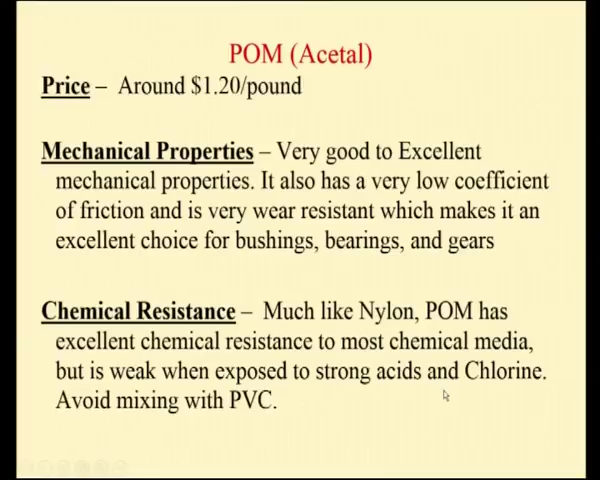 POM (Acetal)
Price – Around $1.20/pound
Mechanical Properties – Very good to Excellent
mechanical properties. It also has a very low coefficient
of friction and is very wear resistant which makes it an
excellent choice for bushings, bearings, and gears
Chemical Resistance – Much like Nylon, POM has
excellent chemical resistance to most chemical media,
but is weak when exposed to strong acids and Chlorine.
Avoid mixing with PVC.